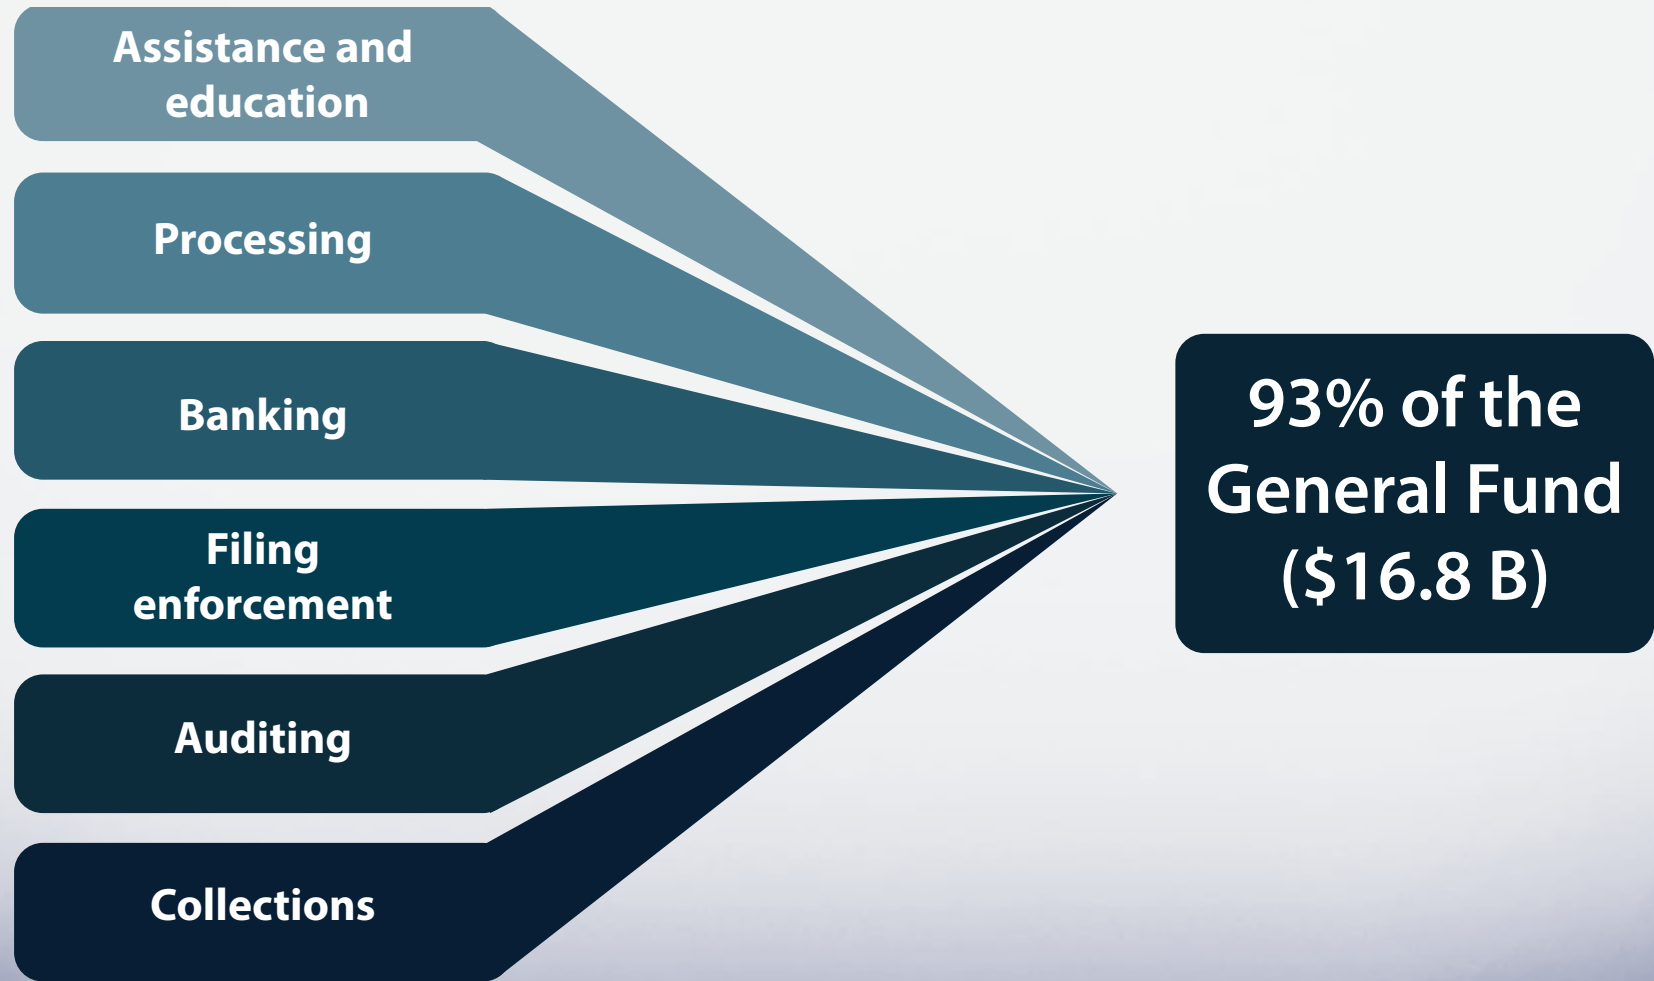 Assistance and
education
Processing
Banking
Filing
enforcement
Auditing
Collections
93% of the
General Fund
($16.8 B)